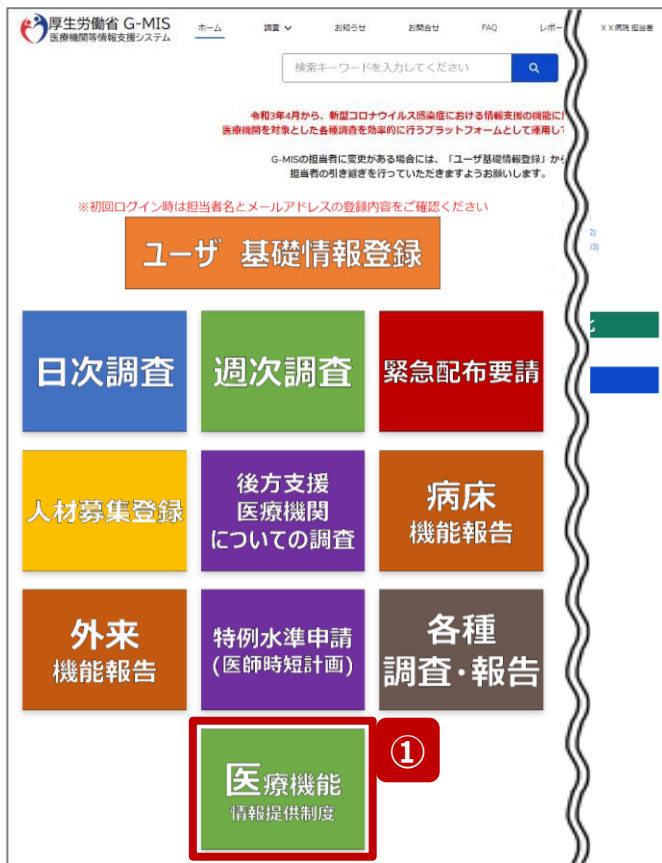 厚生労働省 G-MIS
医療機関等情報支援システム
ホーム 調査 お知らせ お問合せ FAQ レポー XX病院 担当者
検索キーワードを入力してください
令和3年4月から、新型コロナウイルス感染症における情報支援の機能に
医療機関を対象とした各種調査を効率的に行うプラットフォームとして運用し
G-MISの担当者に変更がある場合には、「ユーザ基礎情報登録」か
担当者の引き継ぎを行っていただきますようお願いします。
※初回ログイン時は担当者名とメールアドレスの登録内容をご確認ください
ユーザ 基礎情報登録
日次調査
週次調査
緊急配布要請
人材募集登録
後方支援
医療機関
についての調査
病床
機能報告
外来
機能報告
特例水準申請
(医師時短計画)
各種
調査・報告
①
医療機能
情報提供制度